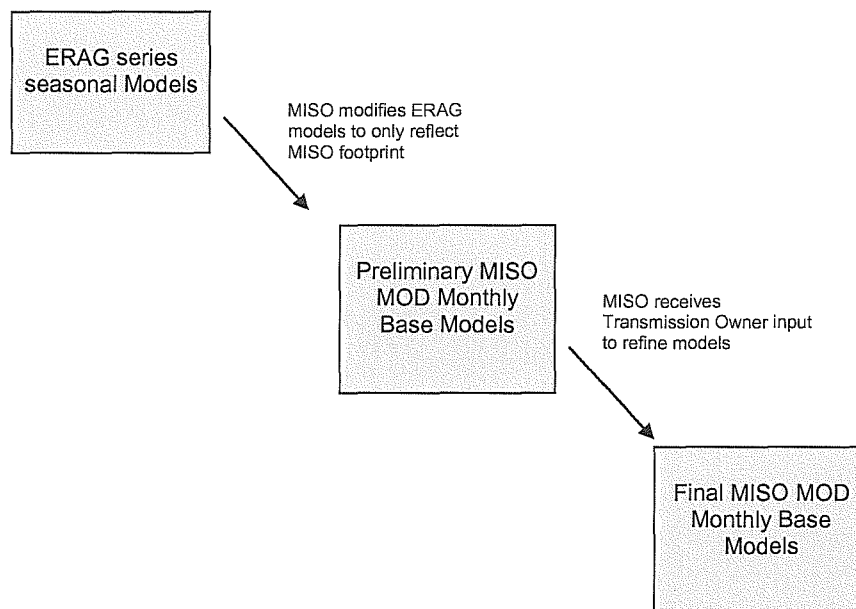 ERAG series
seasonal Models
MISO modifies ERAG
models to only reflect
MISO footprint
Preliminary MISO
MOD Monthly
Base Models
MISO receives
Transmission Owner input
to refine models
Final MISO MOD
Monthly Base
Models